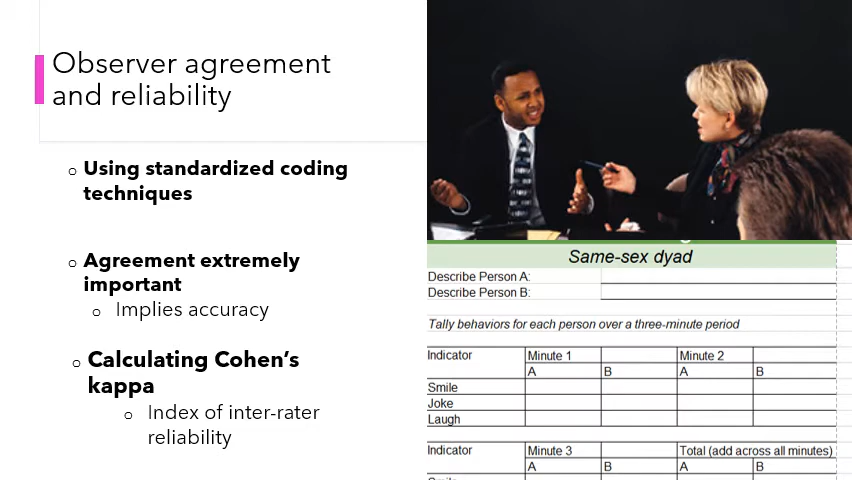 Observer agreement
and reliability
Using standardized coding
techniques
Agreement extremely
important
Implies accuracy
Calculating Cohen's
kappa
Index of inter-rater
reliability
Same-sex dyad
Describe Person A:
Describe Person B:
Tally behaviors for each person over a three-minute period
Indicator Minute 1 Minute 2
A B A B
Smile
Joke
Laugh
Indicator Minute 3 Total (add across all minutes)
A B A B